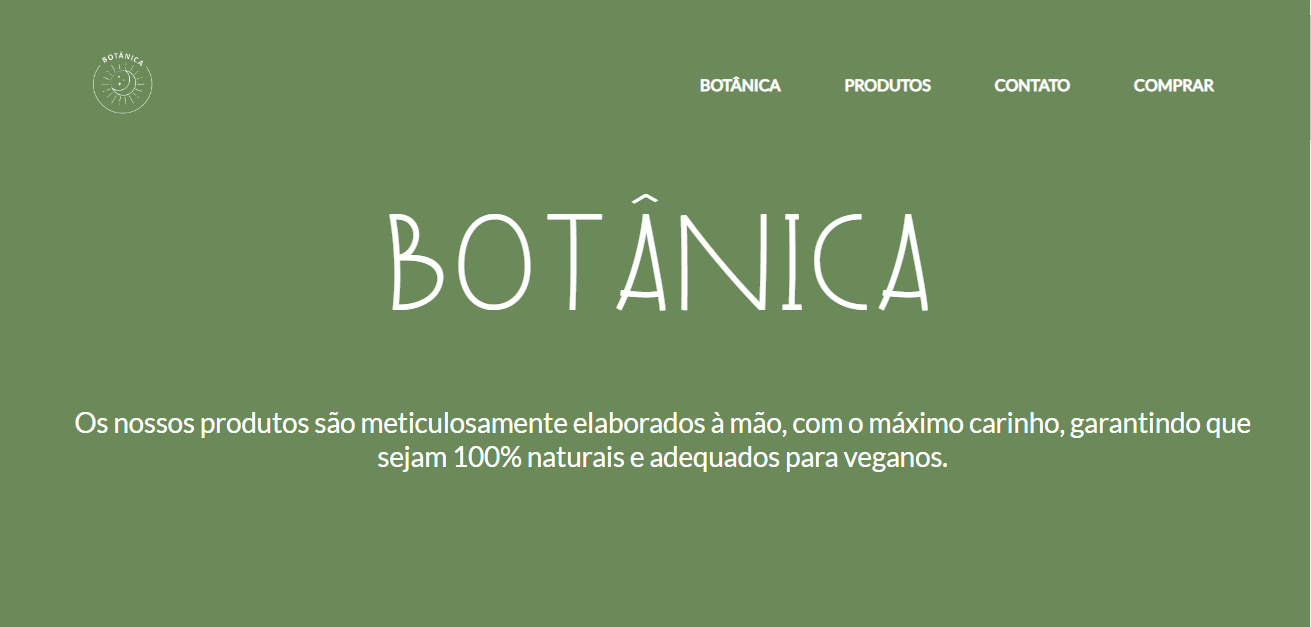 BOTÂNICA
BOTÂNICA PRODUTOS CONTATO COMPRAR
BOTÂNICA
Os nossos produtos são meticulosamente elaborados à mão, com o máximo carinho, garantindo que
sejam 100% naturais e adequados para veganos.